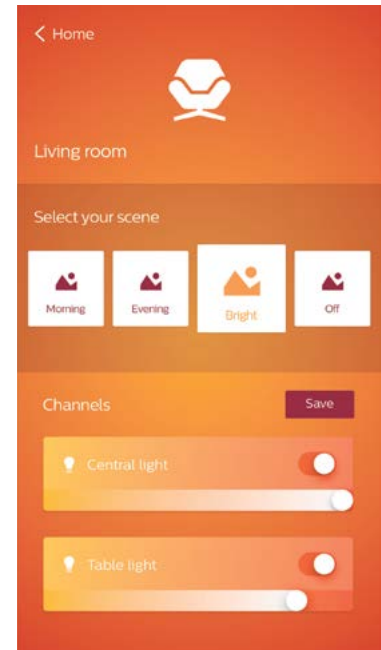 Home
Living room
Select your scene
Morning
Evening
Bright
Off
Channels
Save
Central light
Table light